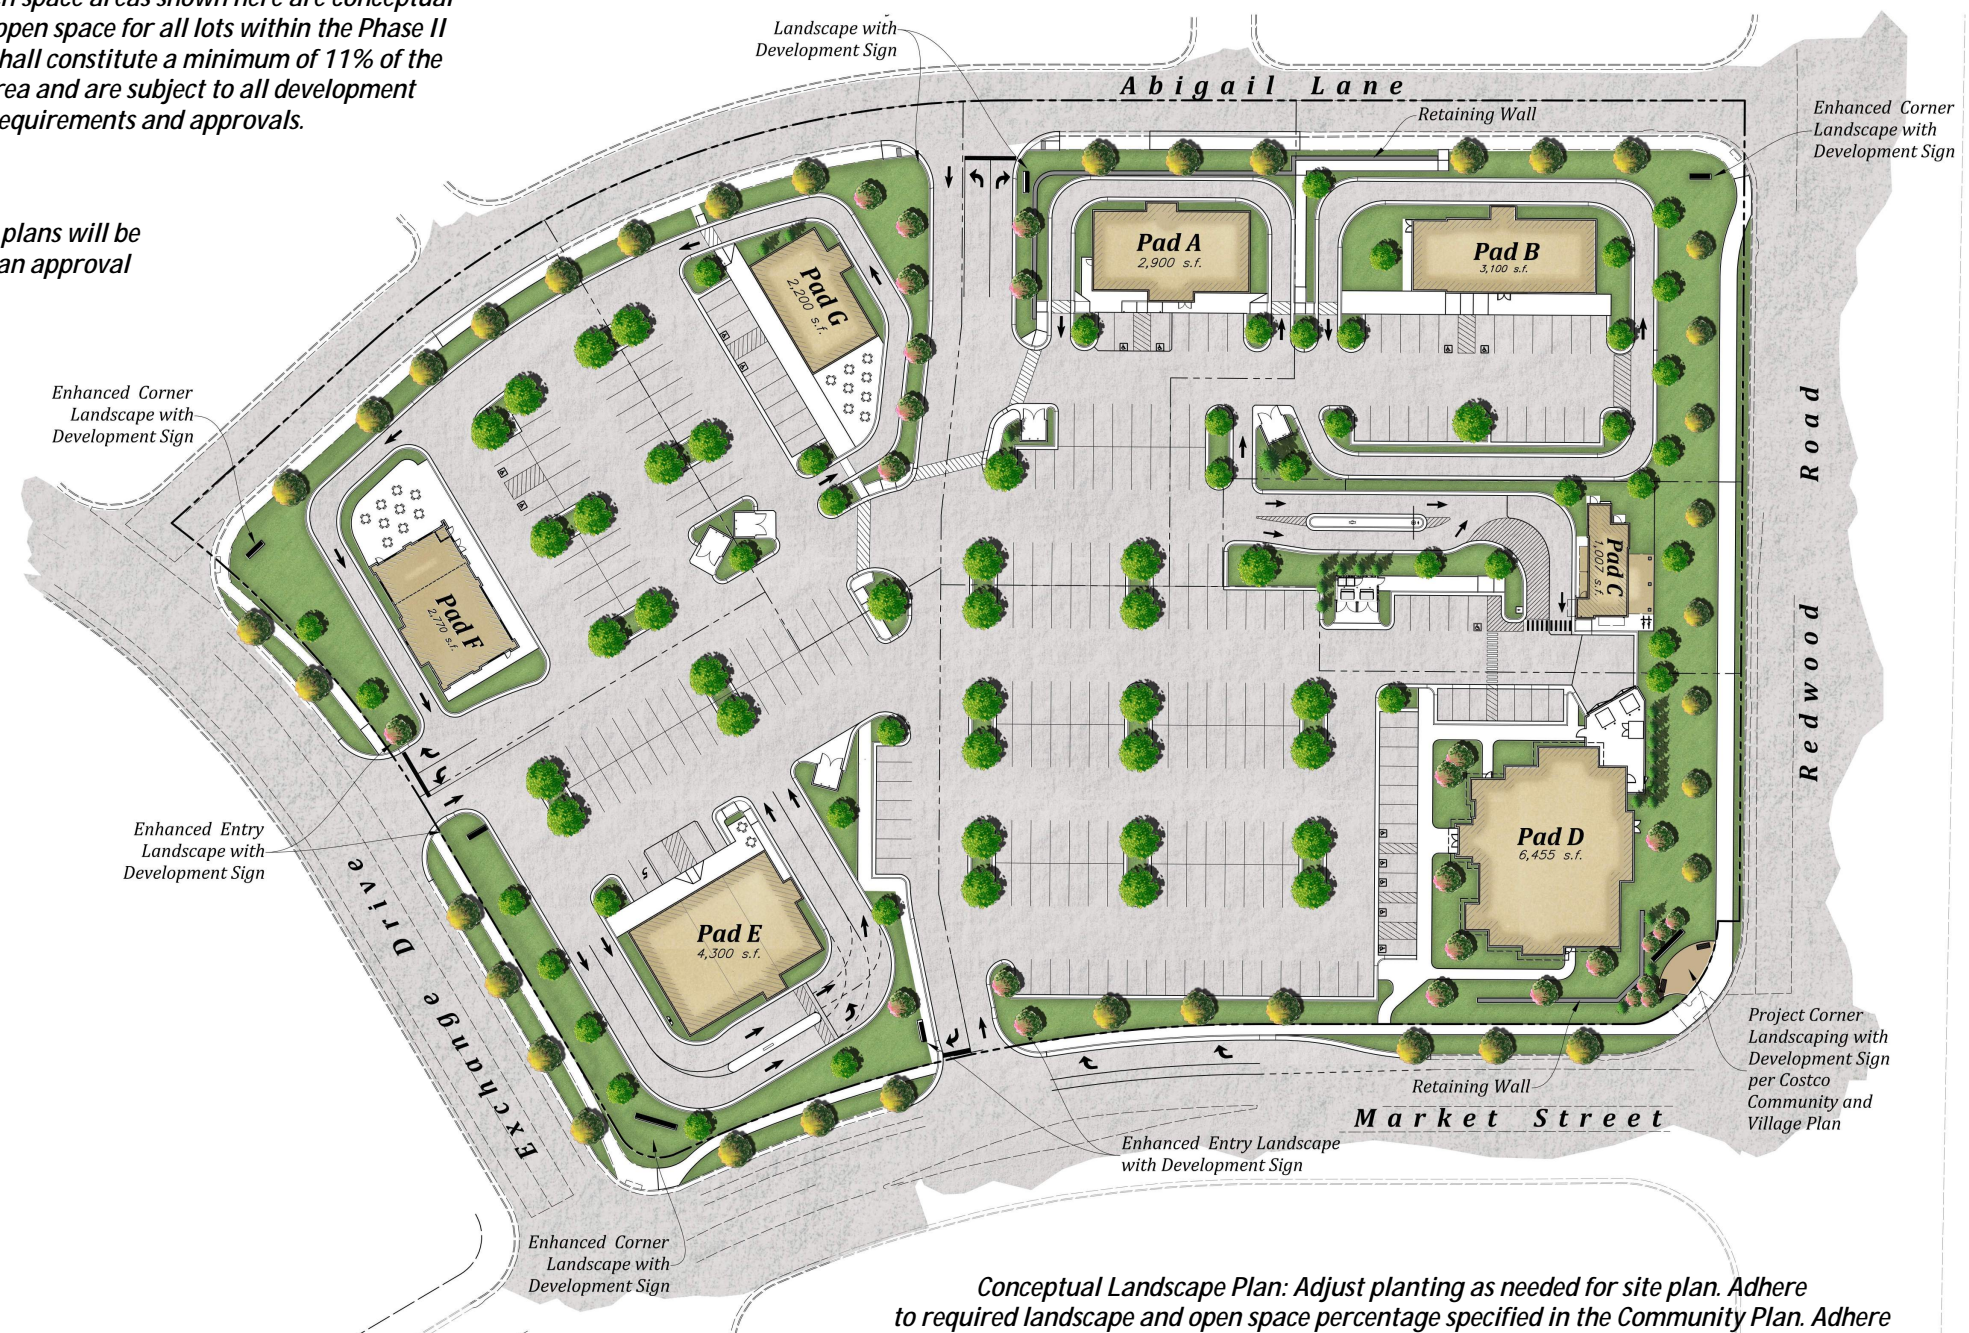 space areas shown here are conceptual
open space for all lots within the Phase II
hall constitute a minimum of 11% of the
rea and are subject to all development
equirements and approvals.
plans will be
an approval
Landscape with
Development Sign
Abigail Lane
Retaining Wall
Enhanced Corner
Landscape with
Development Sign
Pad A
2,900 s.f.
Pad B
3,100 s.f.
Pad G
2,200 s.f.
Enhanced Corner
Landscape with
Development Sign
Redwood Road
Pad C
1,007 s.f.
Pad F
2,770 s.f.
Enhanced Entry
Landscape with
Development Sign
Pad D
6,455 s.f.
Exchange Drive
5
Pad E
4,300 s.f.
Project Corner
Landscaping with
Development Sign
per Costco
Community and
Village Plan
Retaining Wall
Market Street
Enhanced Entry Landscape
with Development Sign
Enhanced Corner
Landscape with
Development Sign
Conceptual Landscape Plan: Adjust planting as needed for site plan. Adhere
to required landscape and open space percentage specified in the Community Plan. Adhere